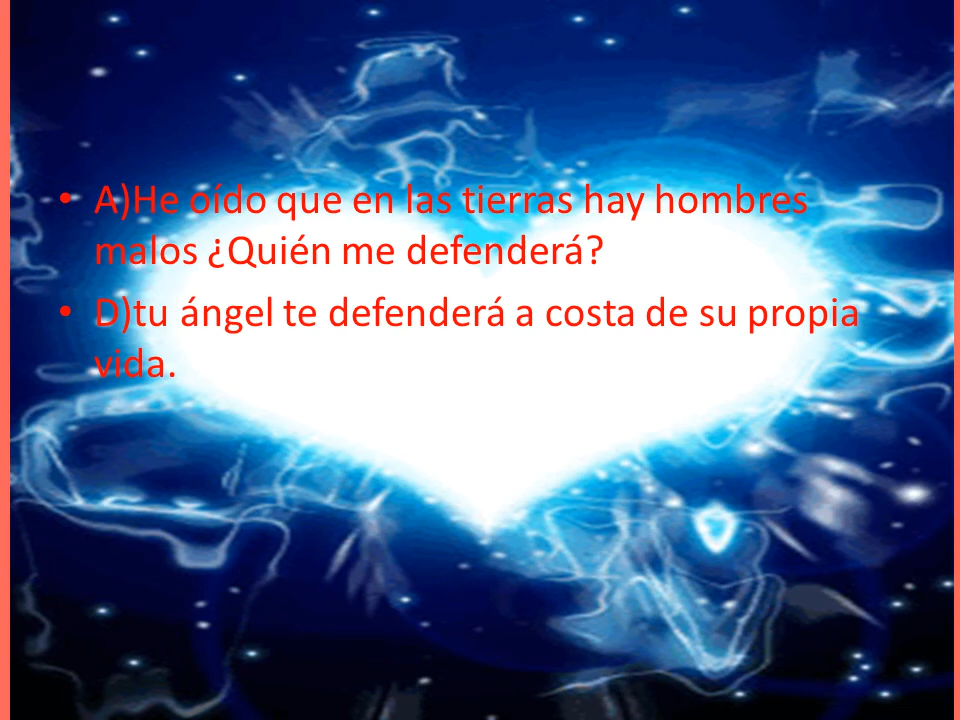 • A)He oído que en las tierras hay hombres
malos ¿Quién me defenderá?
• D)tu ángel te defenderá a costa de su propia
vida.